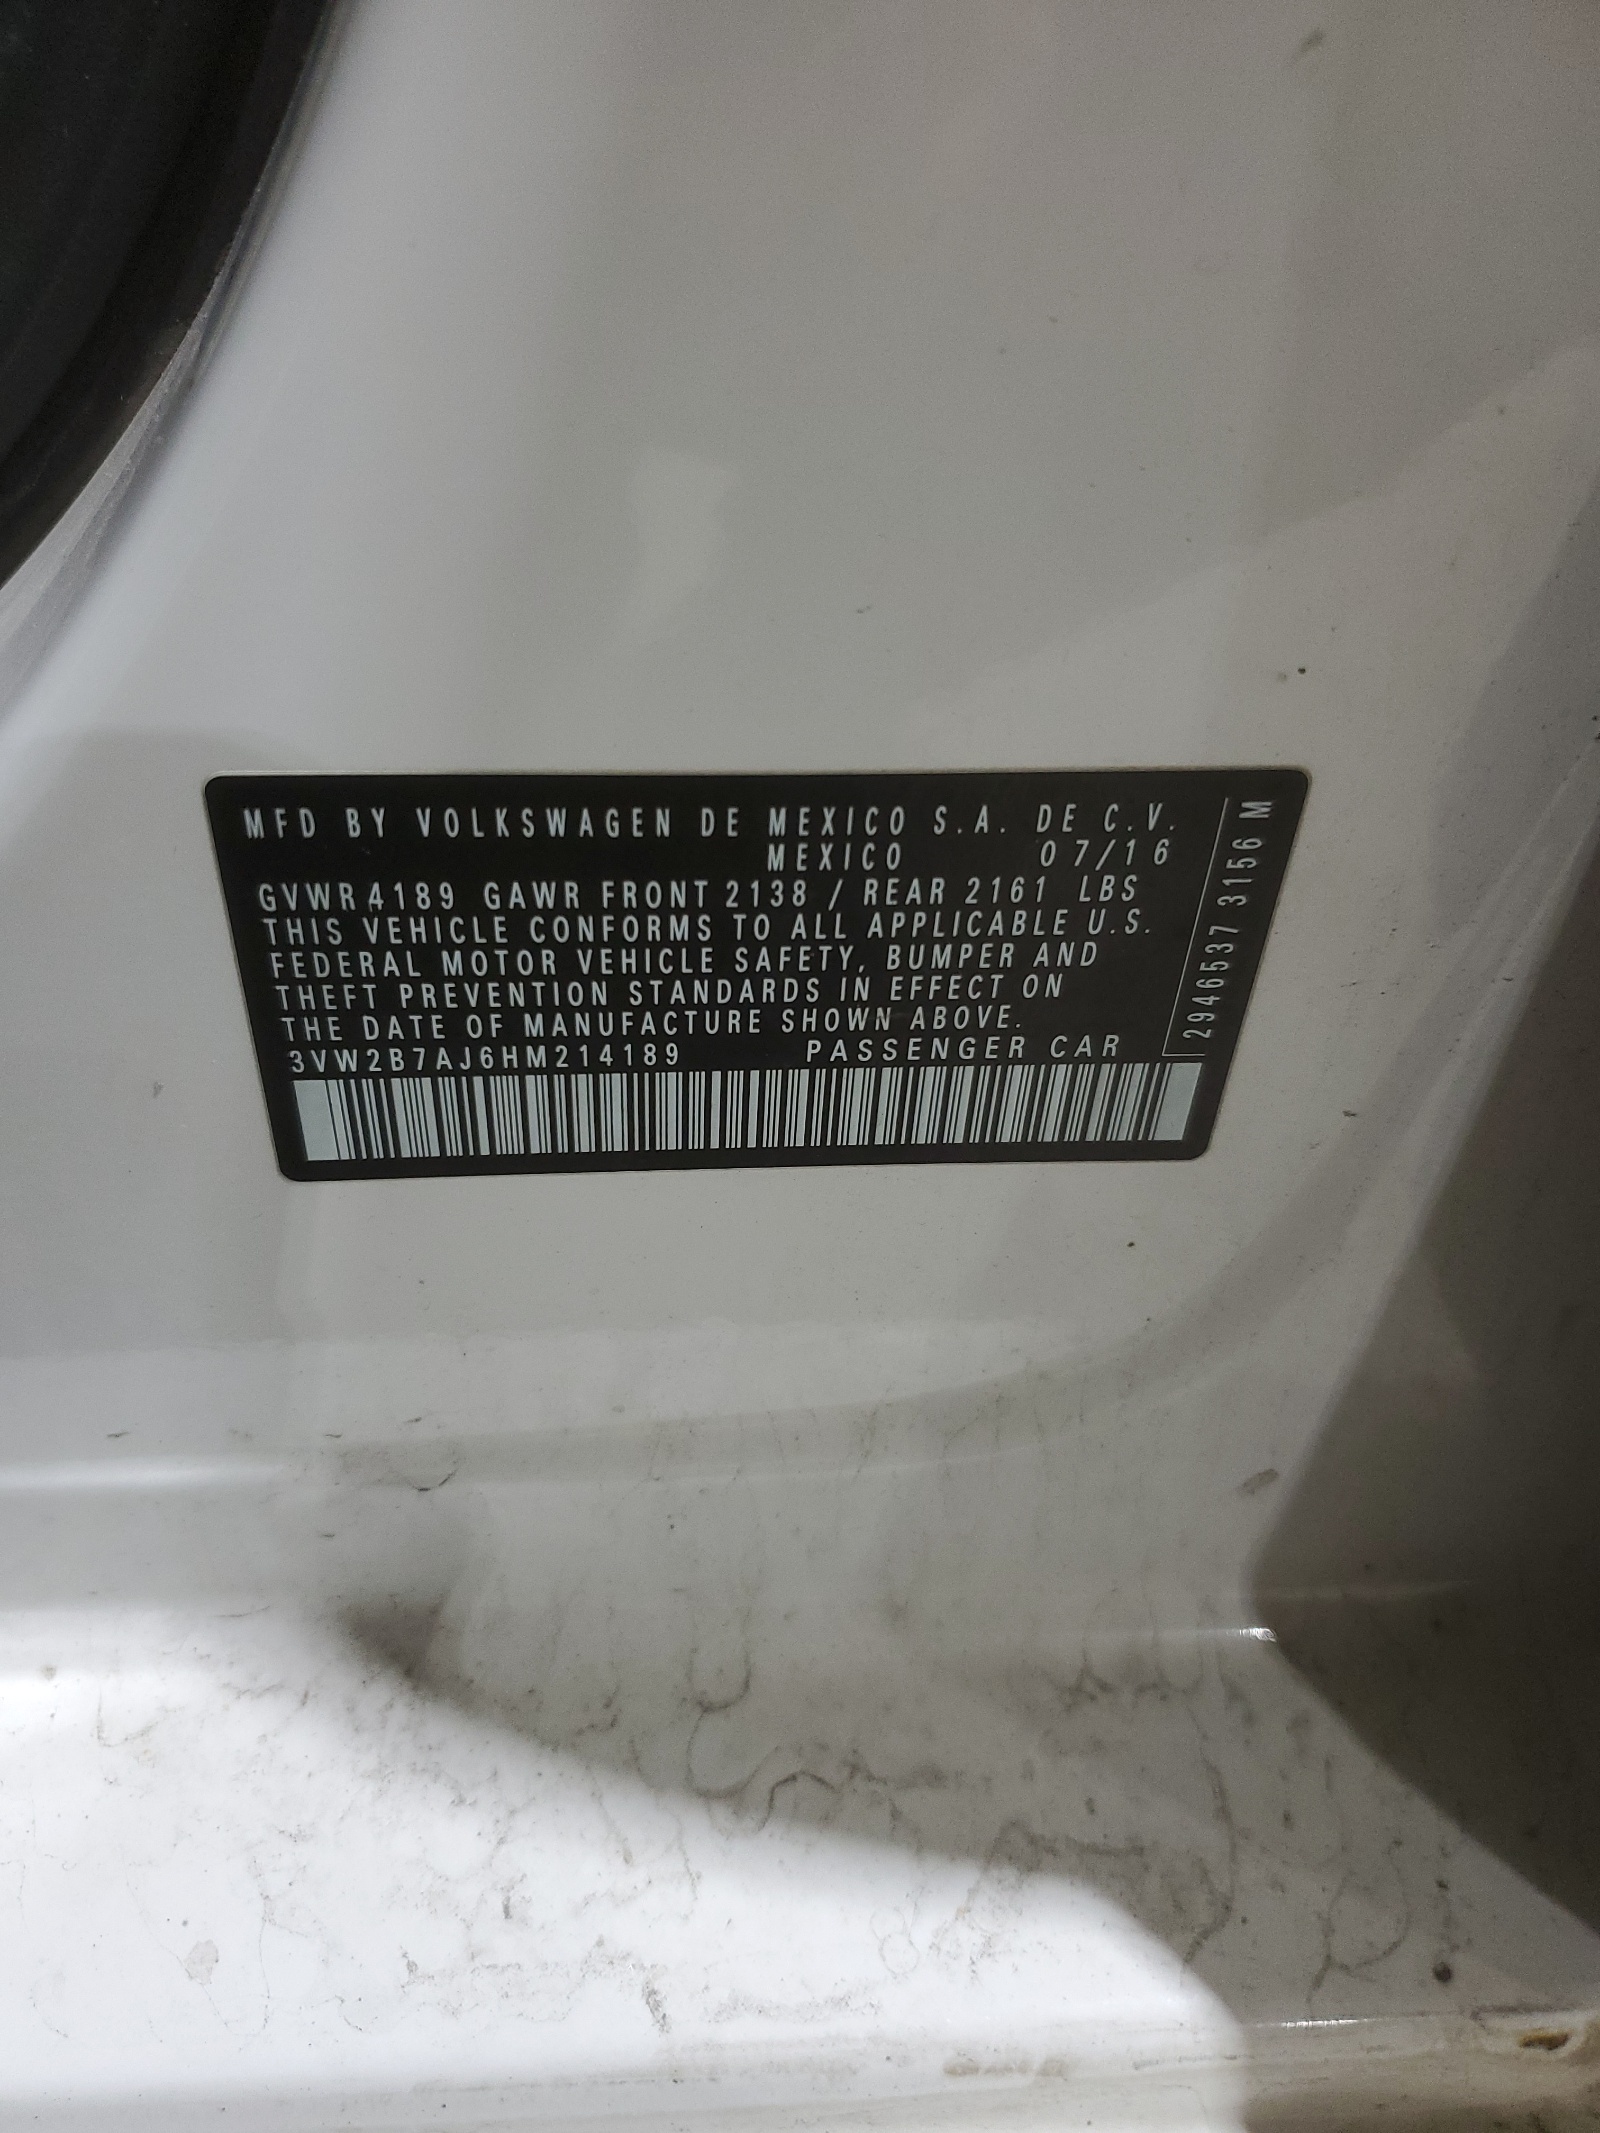 MFD BY VOLKSWAGEN DE MEXICO S.A. DE C.V.
MEXICO 07/16
GVWR 4189 GAWR FRONT 2138 / REAR 2161 LBS
THIS VEHICLE CONFORMS TO ALL APPLICABLE U.S.
FEDERAL MOTOR VEHICLE SAFETY, BUMPER AND
THEFT PREVENTION STANDARDS IN EFFECT ON
THE DATE OF MANUFACTURE SHOWN ABOVE.
3VW2B7AJ6HM214189 PASSENGER CAR
2946537 3156 M